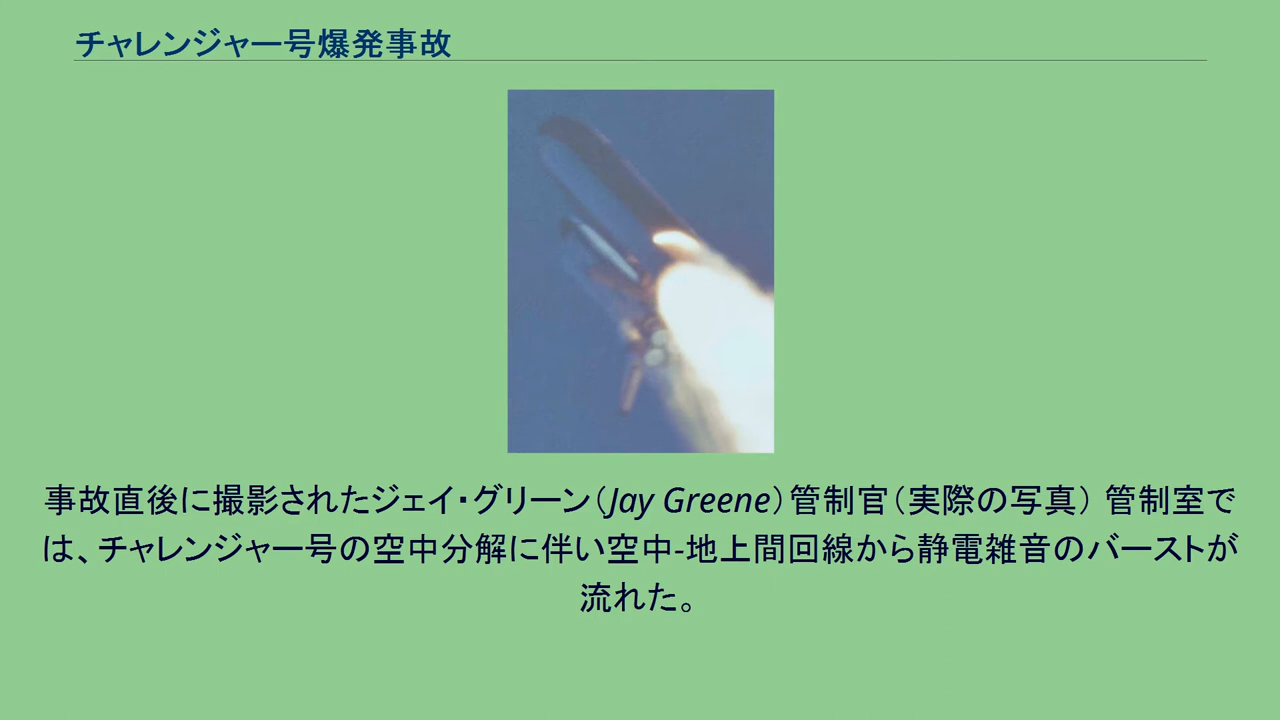 チャレンジャー号爆発事故
事故直後に撮影されたジェイ・グリーン（Jay Greene）管制官（実際の写真） 管制室で
は、チャレンジャー号の空中分解に伴い空中-地上間回線から静電雑音のバーストが
流れた。